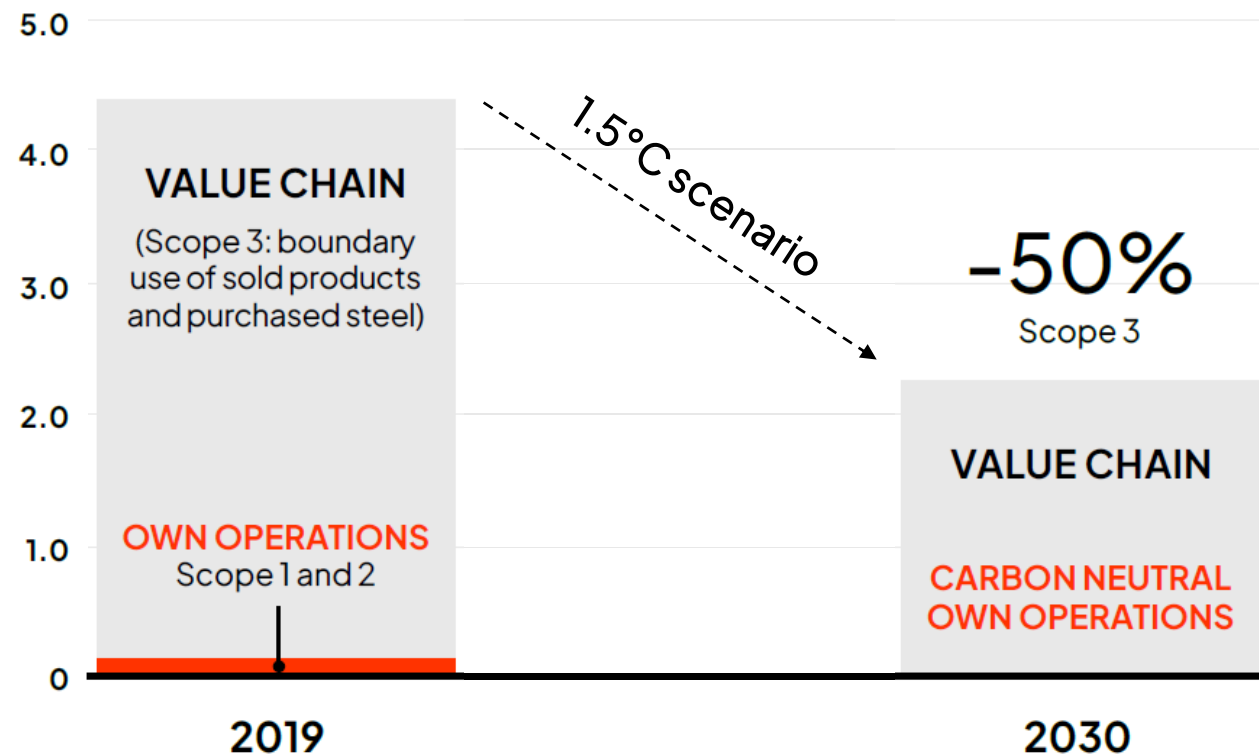 5.0
4.0
3.0
2.0
1.0
0
VALUE CHAIN
(Scope 3: boundary
use of sold products
and purchased steel)
OWN OPERATIONS
Scope 1 and 2
1.5°C scenario
-50%
Scope 3
VALUE CHAIN
CARBON NEUTRAL
OWN OPERATIONS
2019
2030